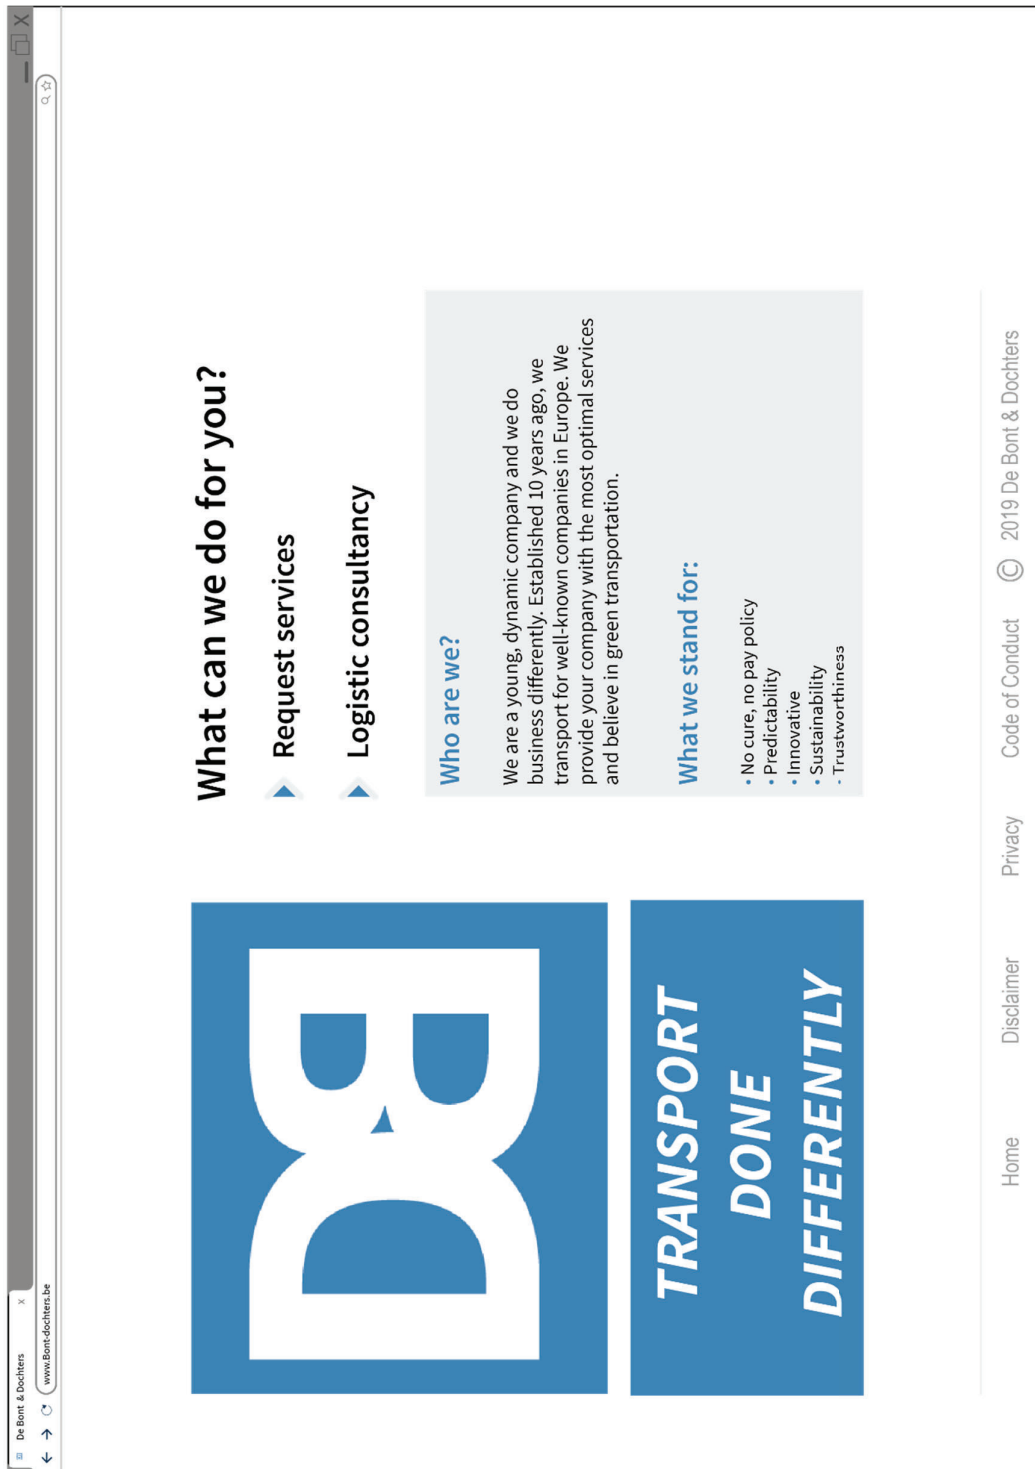 De Bont & Dochters x
www.Bont-dochters.be
DB
TRANSPORT
DONE
DIFFERENTLY
What can we do for you?
Request services
Logistic consultancy
Who are we?
We are a young, dynamic company and we do
business differently. Established 10 years ago, we
transport for well-known companies in Europe. We
provide your company with the most optimal services
and believe in green transportation.
What we stand for:
• No cure, no pay policy
• Predictability
• Innovative
• Sustainability
- Trustworthiness
Home Disclaimer Privacy Code of Conduct © 2019 De Bont & Dochters